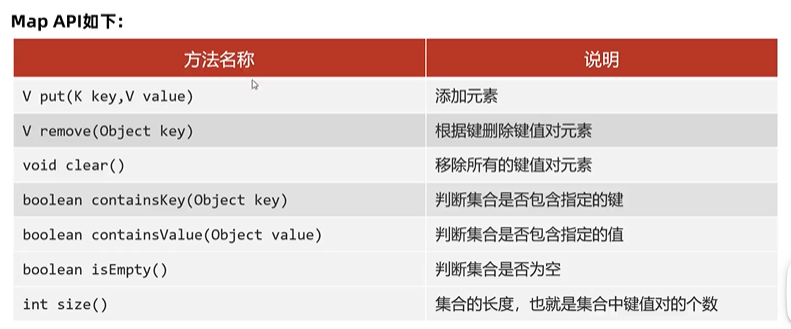 Map API如下：
方法名称 说明
V put(K key,V value) 添加元素
V remove(Object key) 根据键删除键值对元素
void clear() 移除所有的键值对元素
boolean containsKey(Object key) 判断集合是否包含指定的键
boolean containsValue(Object value) 判断集合是否包含指定的值
boolean isEmpty() 判断集合是否为空
int size() 集合的长度，也就是集合中键值对的个数